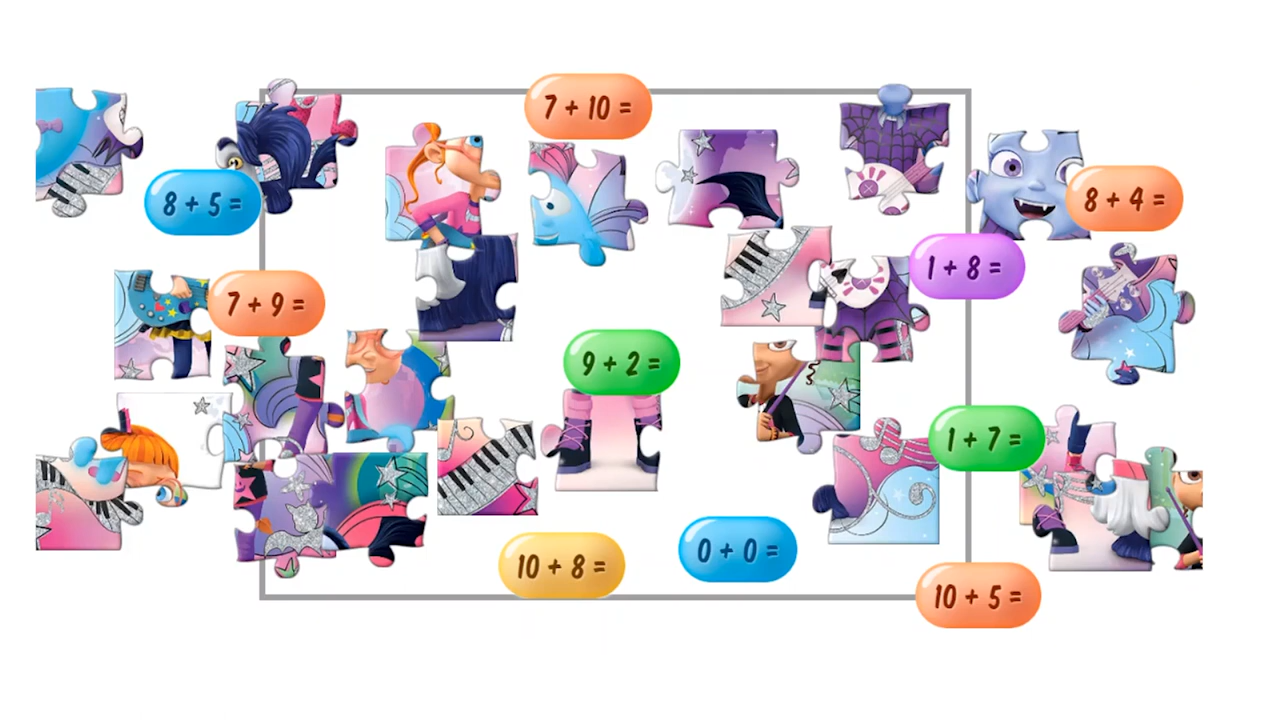 7 + 10 =
8 + 5 =
8 + 4 =
1 + 8 =
7 + 9 =
9 + 2 =
1 + 7 =
10 + 8 =
0 + 0 =
10 + 5 =